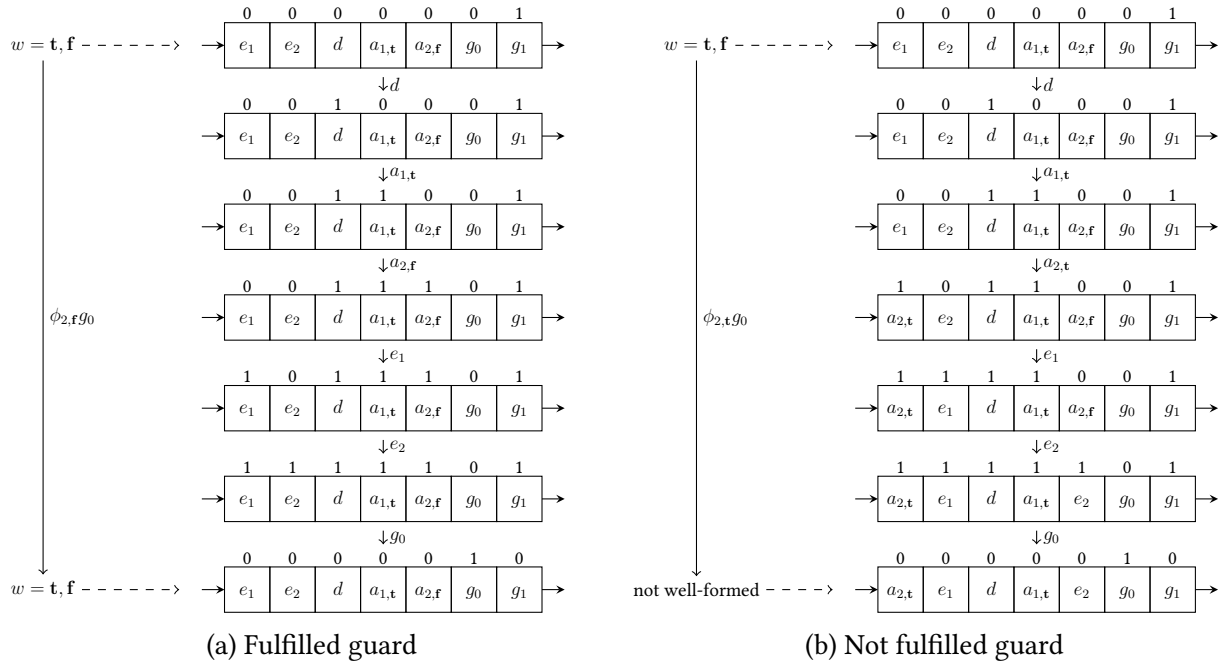 0 0 0 0 0 0 1
w = t, f e₁ e₂ d a₁,t a₂,f g₀ g₁
↓ d
0 0 1 0 0 0 1
e₁ e₂ d a₁,t a₂,f g₀ g₁
↓ a₁,t
0 0 1 1 0 0 1
e₁ e₂ d a₁,t a₂,f g₀ g₁
↓ a₂,f
0 0 1 1 1 0 1
ϕ₂,f g₀ e₁ e₂ d a₁,t a₂,f g₀ g₁
↓ e₁
1 0 1 1 1 0 1
e₁ e₂ d a₁,t a₂,f g₀ g₁
↓ e₂
1 1 1 1 1 0 1
e₁ e₂ d a₁,t a₂,f g₀ g₁
↓ g₀
0 0 0 0 0 1 0
w = t, f e₁ e₂ d a₁,t a₂,f g₀ g₁
(a) Fulfilled guard
0 0 0 0 0 0 1
w = t, f e₁ e₂ d a₁,t a₂,f g₀ g₁
↓ d
0 0 1 0 0 0 1
e₁ e₂ d a₁,t a₂,f g₀ g₁
↓ a₁,t
0 0 1 1 0 0 1
e₁ e₂ d a₁,t a₂,f g₀ g₁
↓ a₂,t
1 0 1 1 0 0 1
ϕ₂,t g₀ a₂,t e₂ d a₁,t a₂,f g₀ g₁
↓ e₁
1 1 1 1 0 0 1
a₂,t e₁ d a₁,t a₂,f g₀ g₁
↓ e₂
1 1 1 1 1 0 1
a₂,t e₁ d a₁,t e₂ g₀ g₁
↓ g₀
0 0 0 0 0 1 0
not well-formed a₂,t e₁ d a₁,t e₂ g₀ g₁
(b) Not fulfilled guard